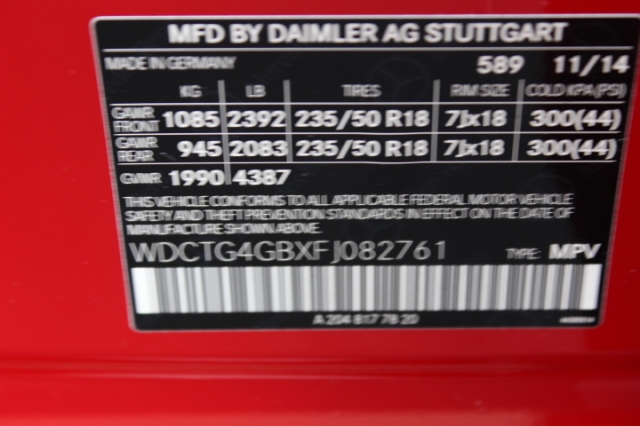 MFD BY DAIMLER AG STUTTGART
MADE IN GERMANY 589 11/14
KG LB TIRES RIM SIZE COLD KPA (PSI)
GAWR FRONT 1085 2392 235/50 R18 7Jx18 300(44)
GAWR REAR 945 2083 235/50 R18 7Jx18 300(44)
GVWR 1990 4387
THIS VEHICLE CONFORMS TO ALL APPLICABLE FEDERAL MOTOR VEHICLE
SAFETY AND THEFT PREVENTION STANDARDS IN EFFECT ON THE DATE
OF MANUFACTURE SHOWN ABOVE.
WDCTG4GBXFJ082761 TYPE: MPV
A 204 817 78 20